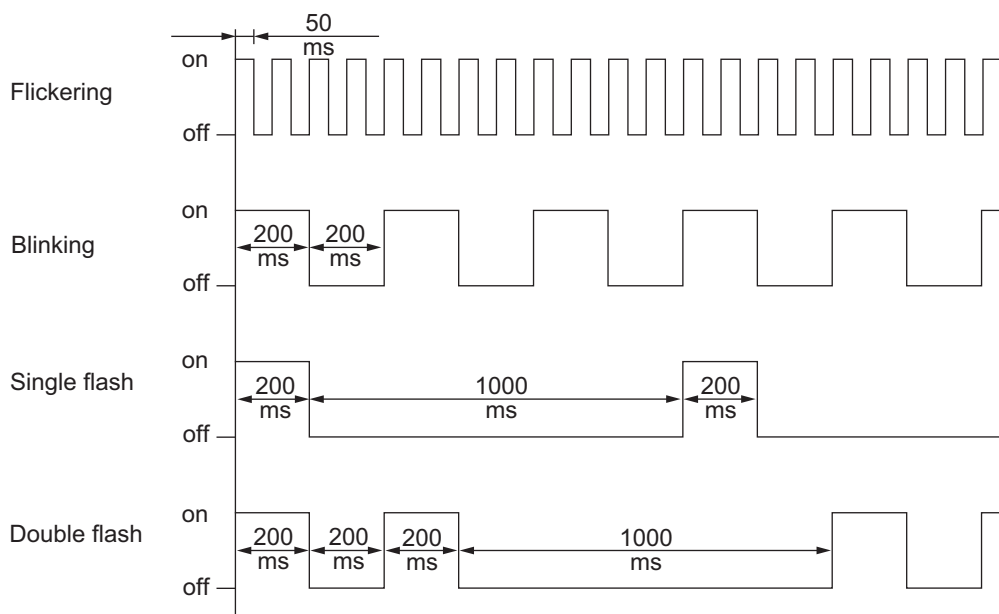 50
ms
on
Flickering
off
on
200 200
Blinking
ms ms
off
on
Single flash
200 1000 200
ms ms ms
off
on
Double flash
200 200 200 1000
ms ms ms ms
off